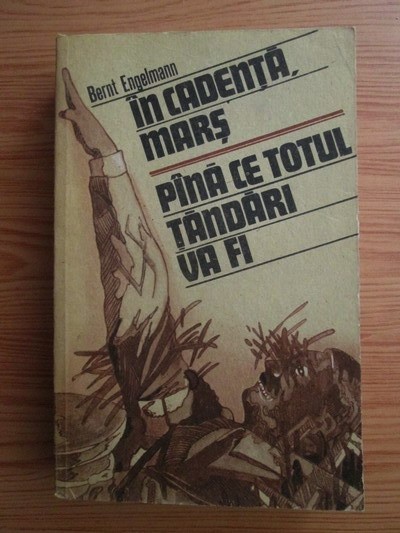 Bernt Engelmann
ÎN CADENȚĂ,
MARȘ
PÎNĂ CE TOTUL
ȚĂNDĂRI
VA FI